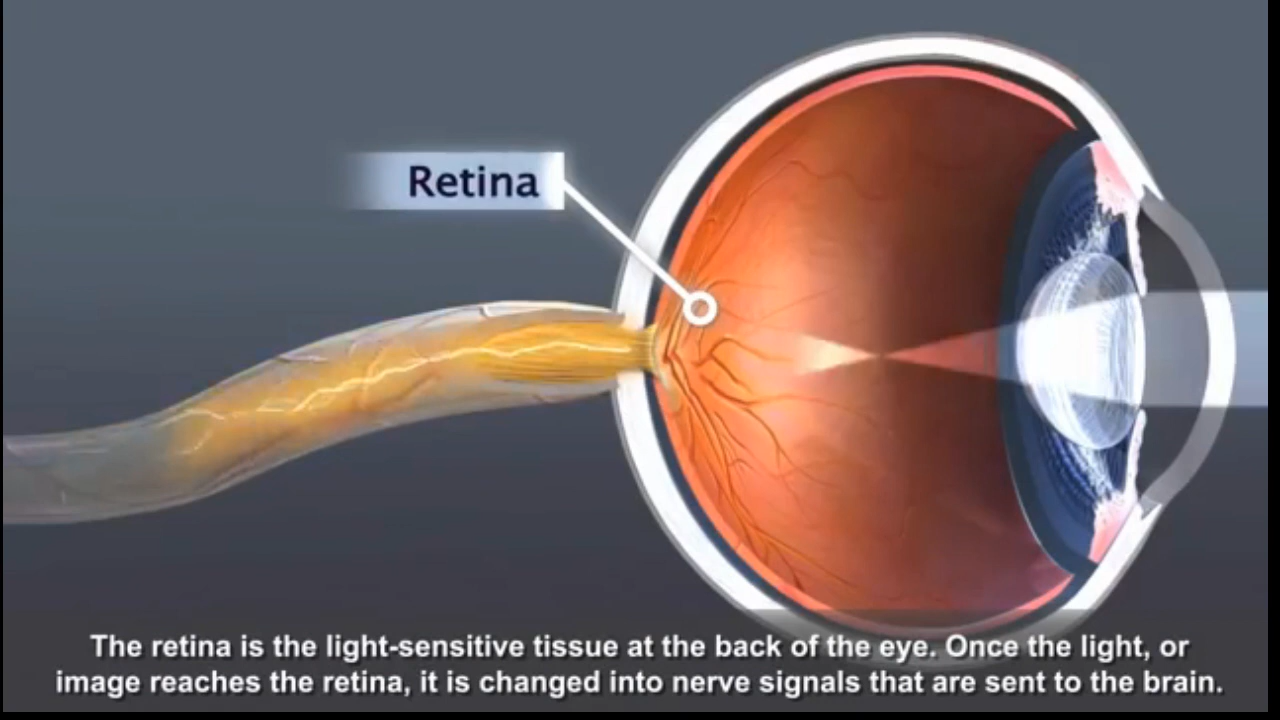 Retina
The retina is the light-sensitive tissue at the back of the eye. Once the light, or
image reaches the retina, it is changed into nerve signals that are sent to the brain.